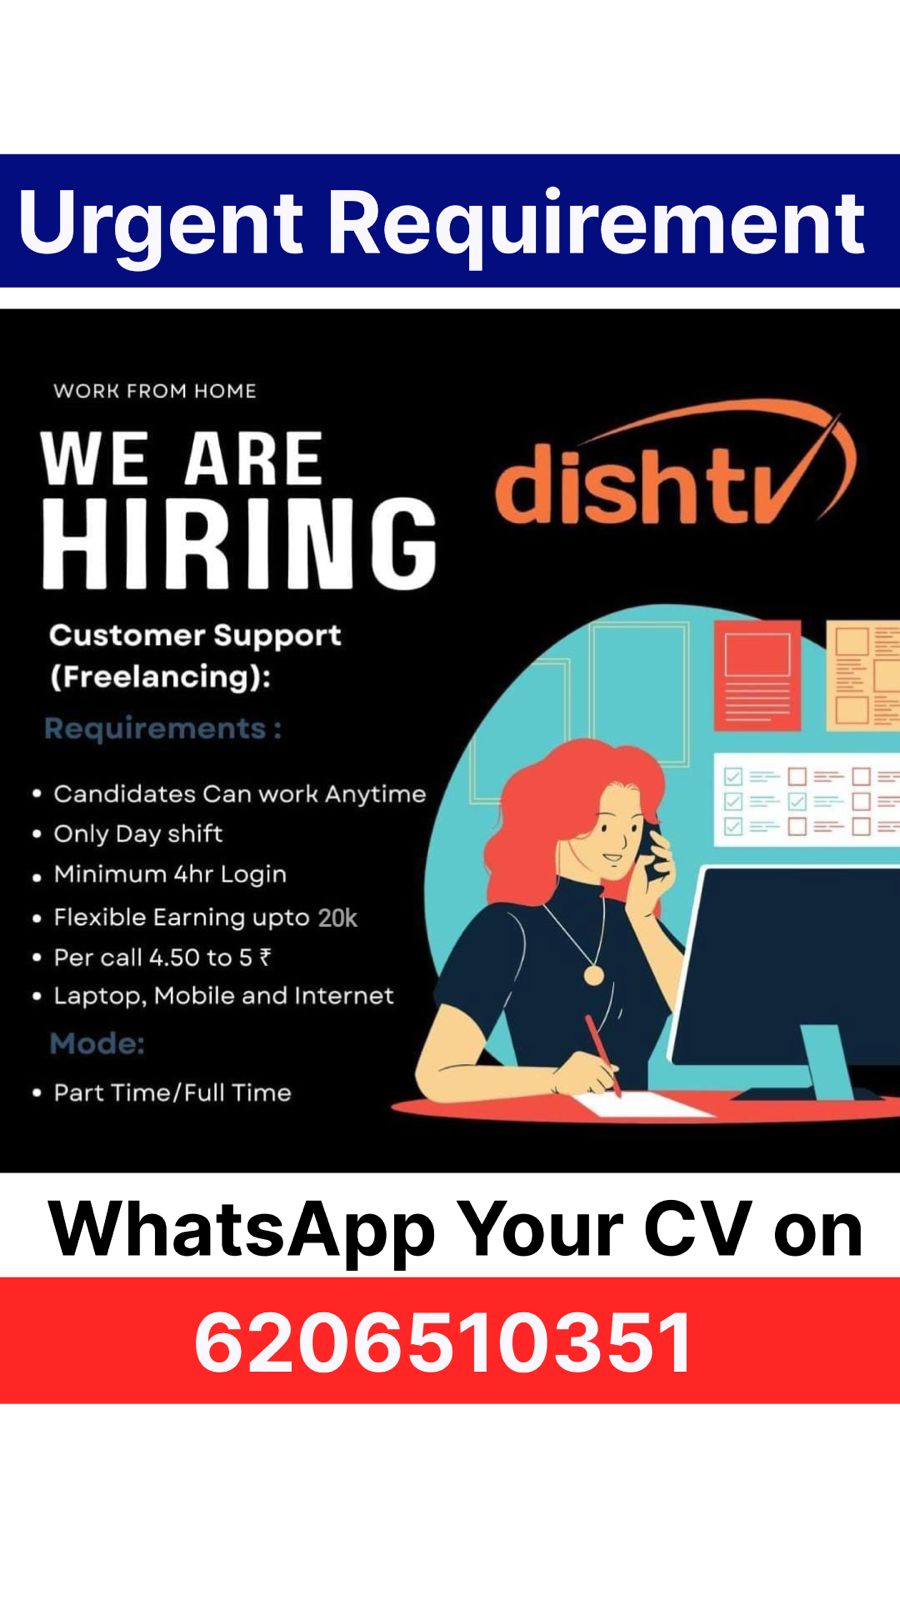 Urgent Requirement
WORK FROM HOME
WE ARE
HIRING
dishtv
Customer Support
(Freelancing):
Requirements :
• Candidates Can work Anytime
• Only Day shift
• Minimum 4hr Login
• Flexible Earning upto 20k
• Per call 4.50 to 5 ₹
• Laptop, Mobile and Internet
Mode:
• Part Time/Full Time
WhatsApp Your CV on
6206510351